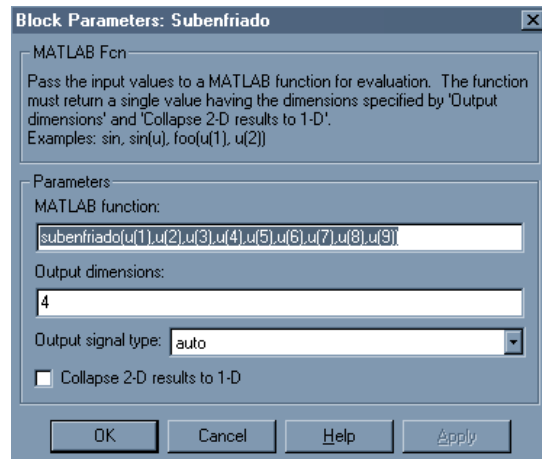 Block Parameters: Subenfriado
MATLAB Fcn
Pass the input values to a MATLAB function for evaluation. The function
must return a single value having the dimensions specified by 'Output
dimensions' and 'Collapse 2-D results to 1-D'.
Examples: sin, sin(u), foo(u(1), u(2))
Parameters
MATLAB function:
subenfriado(u(1),u(2),u(3),u(4),u(5),u(6),u(7),u(8),u(9))
Output dimensions:
4
Output signal type: auto
Collapse 2-D results to 1-D
OK Cancel Help Apply